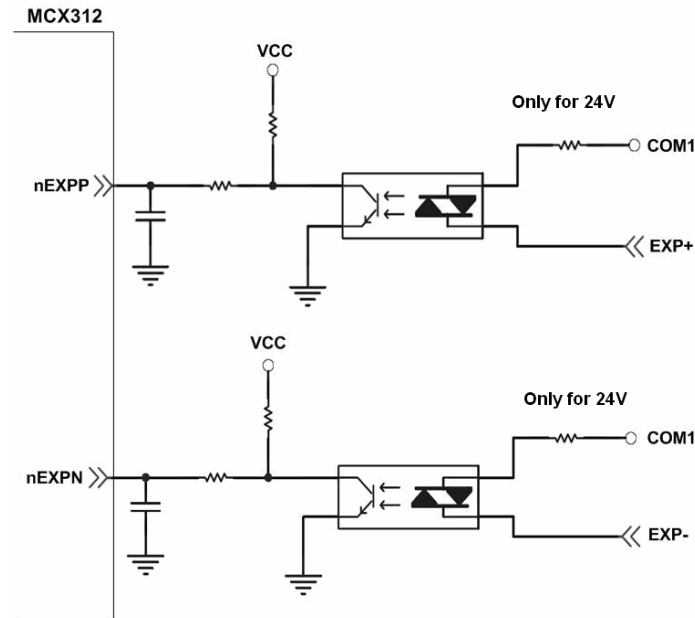 MCX312
VCC
Only for 24V
COM1
nEXPP
EXP+
VCC
Only for 24V
COM1
nEXPN
EXP-